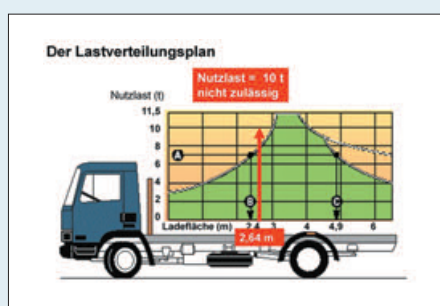 Der Lastverteilungsplan
Nutzlast = 10 t
nicht zulässig
Nutzlast (t)
11,5
10
8
6
4
2
0
A
B
C
Ladefläche (m)
2,4 3 4 4,9 6
2,64 m